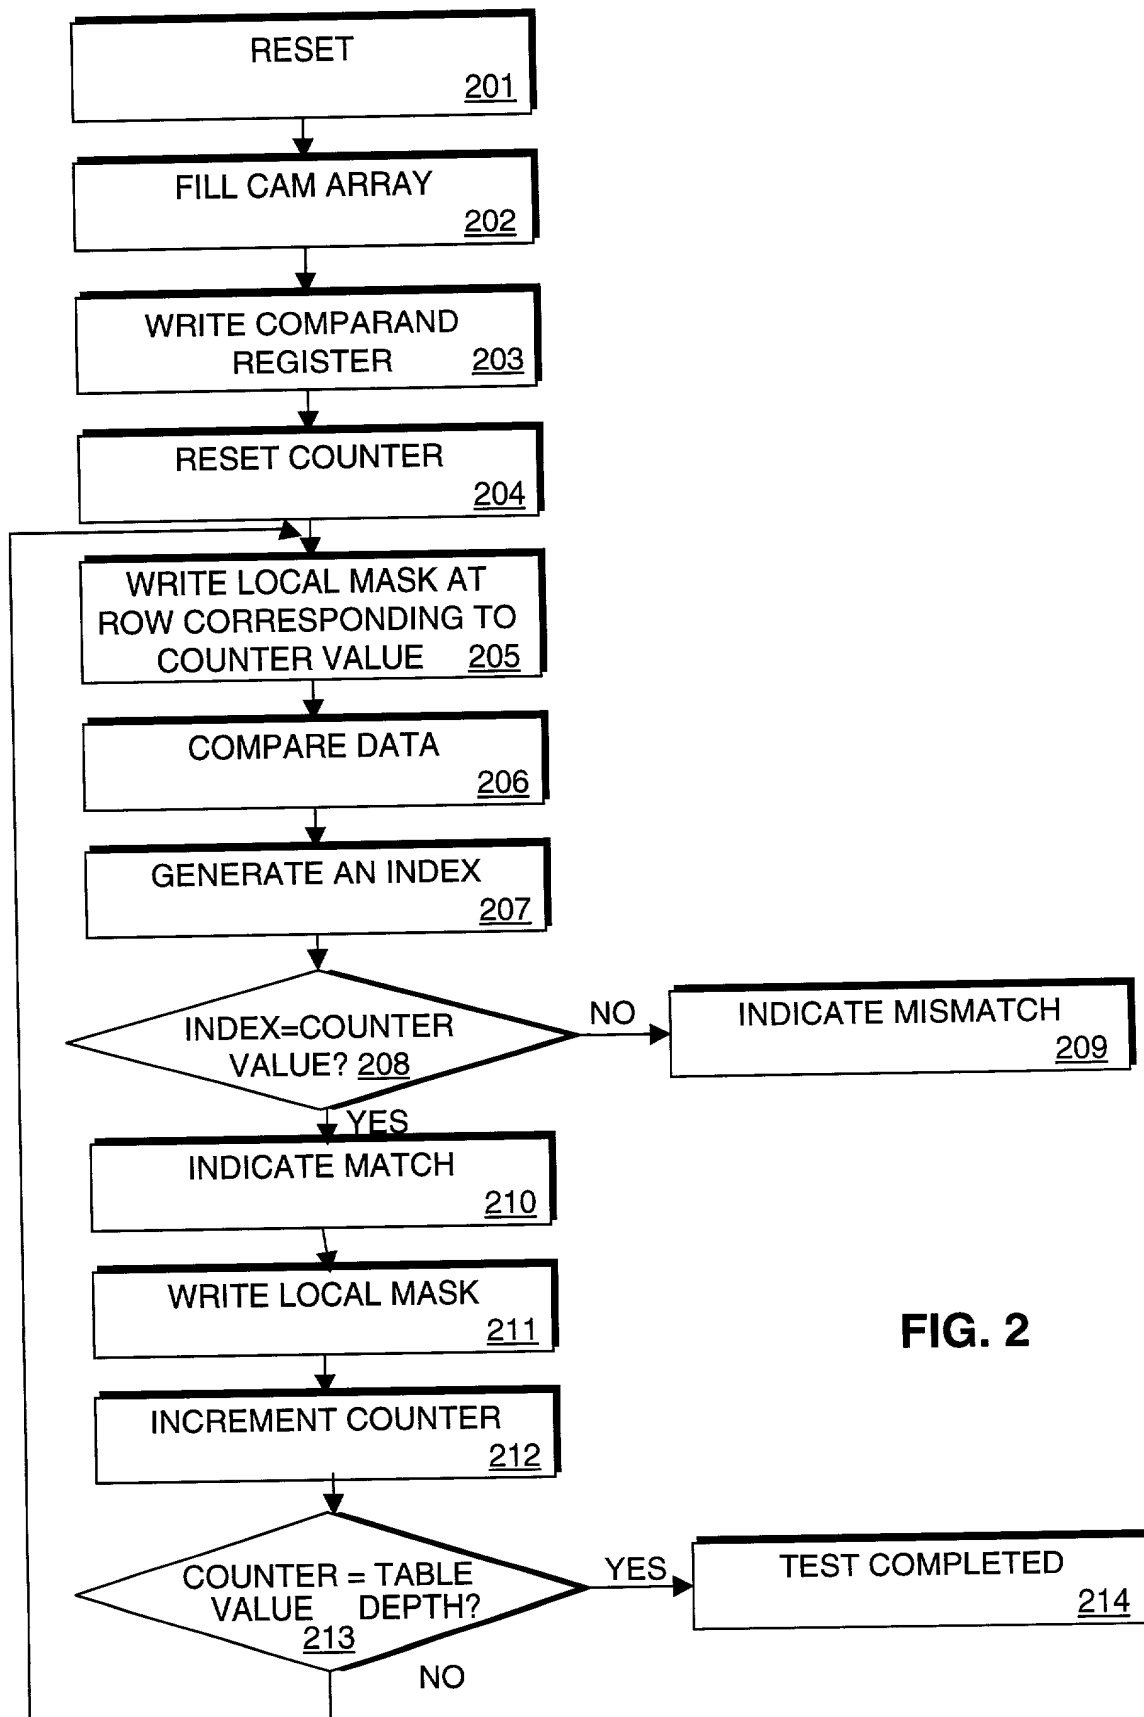 RESET
201
FILL CAM ARRAY
202
WRITE COMPARAND
REGISTER 203
RESET COUNTER
204
WRITE LOCAL MASK AT
ROW CORRESPONDING TO
COUNTER VALUE 205
COMPARE DATA
206
GENERATE AN INDEX
207
INDEX=COUNTER
VALUE? 208
NO
INDICATE MISMATCH
209
YES
INDICATE MATCH
210
WRITE LOCAL MASK
211
FIG. 2
INCREMENT COUNTER
212
COUNTER = TABLE
VALUE DEPTH?
213
YES
TEST COMPLETED
214
NO